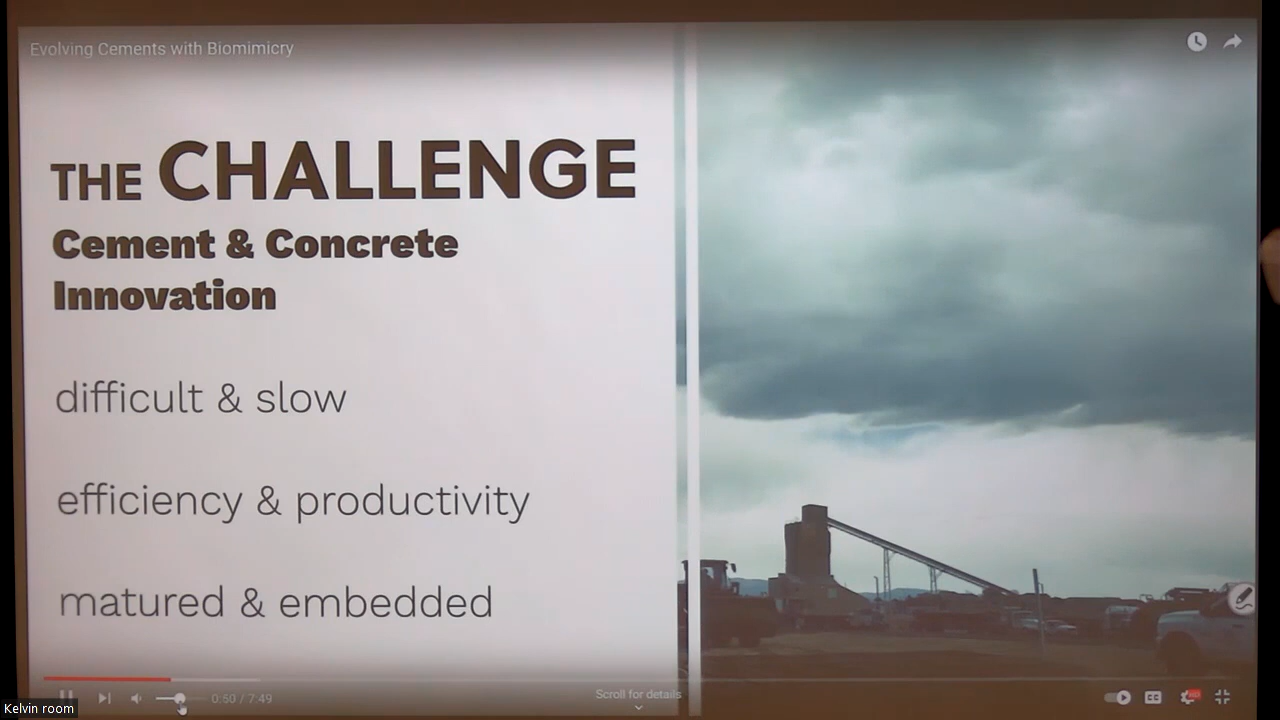 Evolving Cements with Biomimicry
THE CHALLENGE
Cement & Concrete
Innovation
difficult & slow
efficiency & productivity
matured & embedded
0:50 / 7:49
Scroll for details
Kelvin room